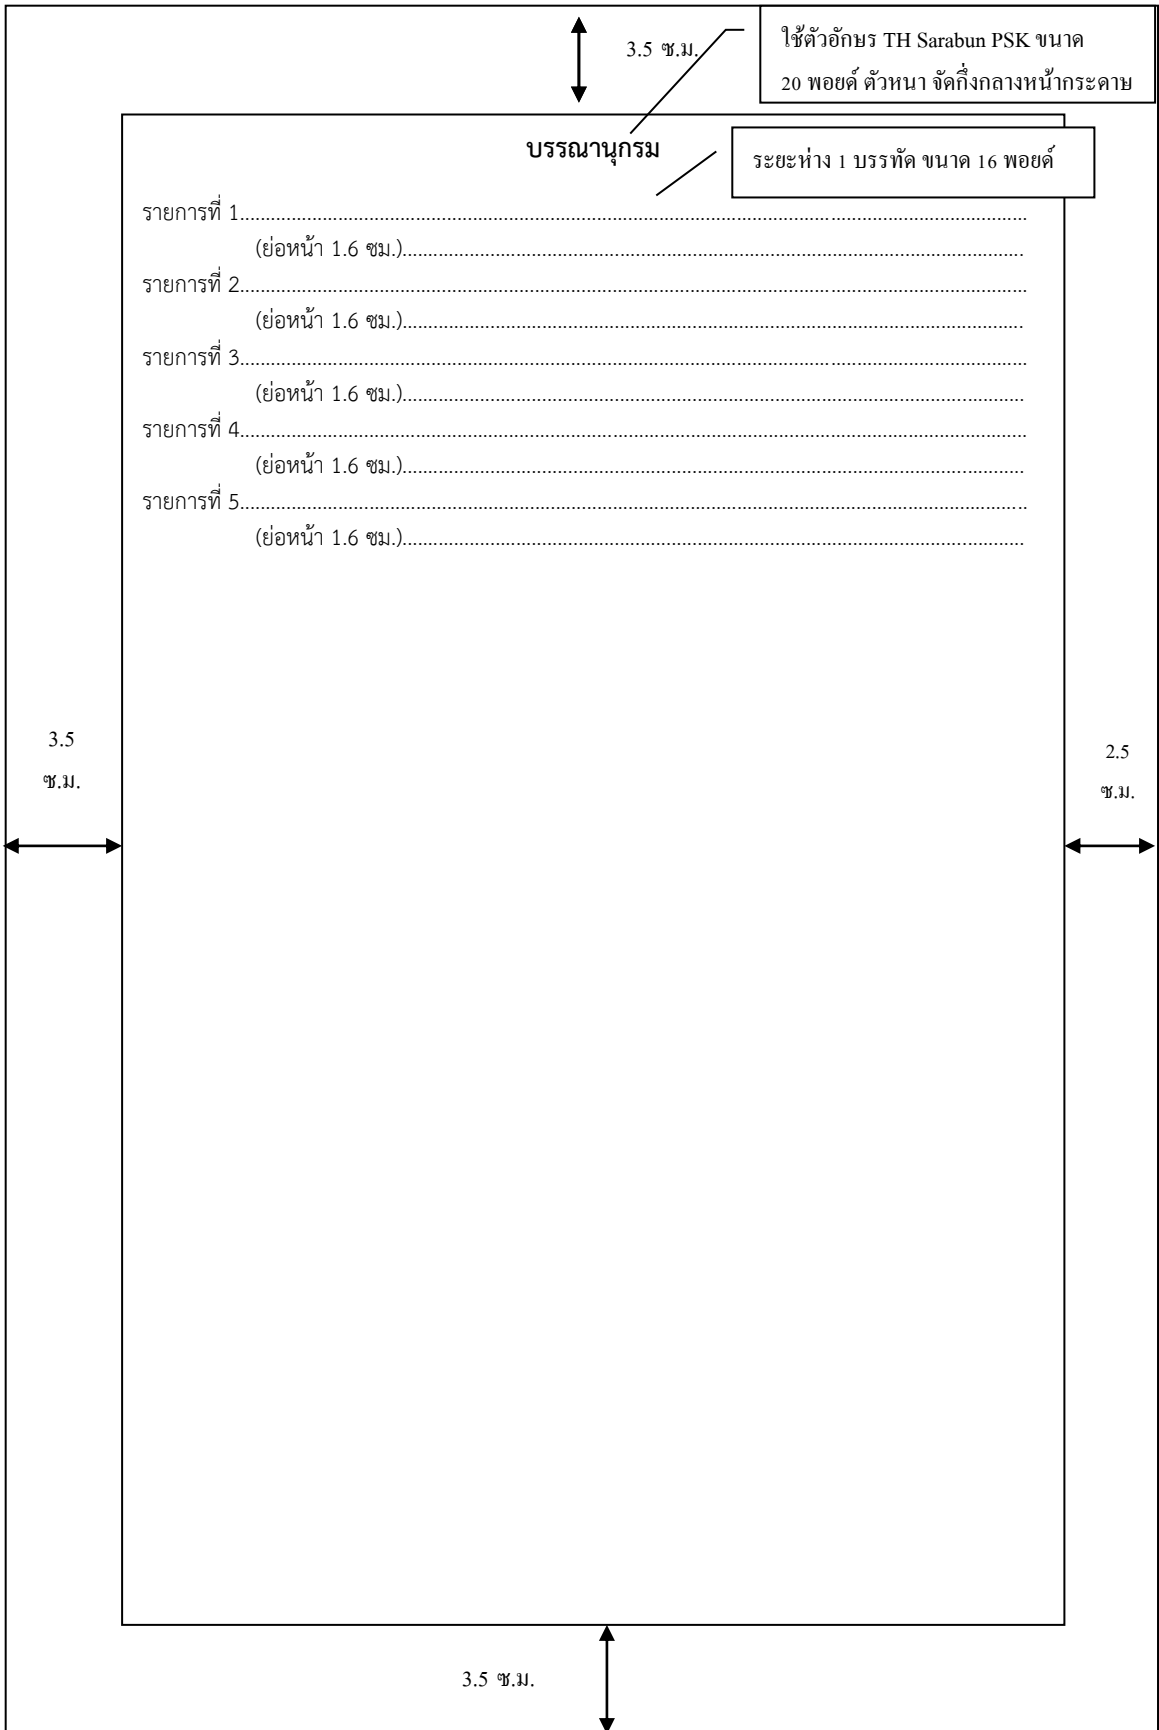 3.5 ซ.ม.
ใช้ตัวอักษร TH Sarabun PSK ขนาด
20 พอยด์ ตัวหนา จัดกึ่งกลางหน้ากระดาษ
บรรณานุกรม
ระยะห่าง 1 บรรทัด ขนาด 16 พอยด์
รายการที่ 1........................................................................................................................................................
(ย่อหน้า 1.6 ซม.)........................................................................................................................
รายการที่ 2........................................................................................................................................................
(ย่อหน้า 1.6 ซม.)........................................................................................................................
รายการที่ 3........................................................................................................................................................
(ย่อหน้า 1.6 ซม.)........................................................................................................................
รายการที่ 4........................................................................................................................................................
(ย่อหน้า 1.6 ซม.)........................................................................................................................
รายการที่ 5........................................................................................................................................................
(ย่อหน้า 1.6 ซม.)........................................................................................................................
3.5
ซ.ม.
2.5
ซ.ม.
3.5 ซ.ม.